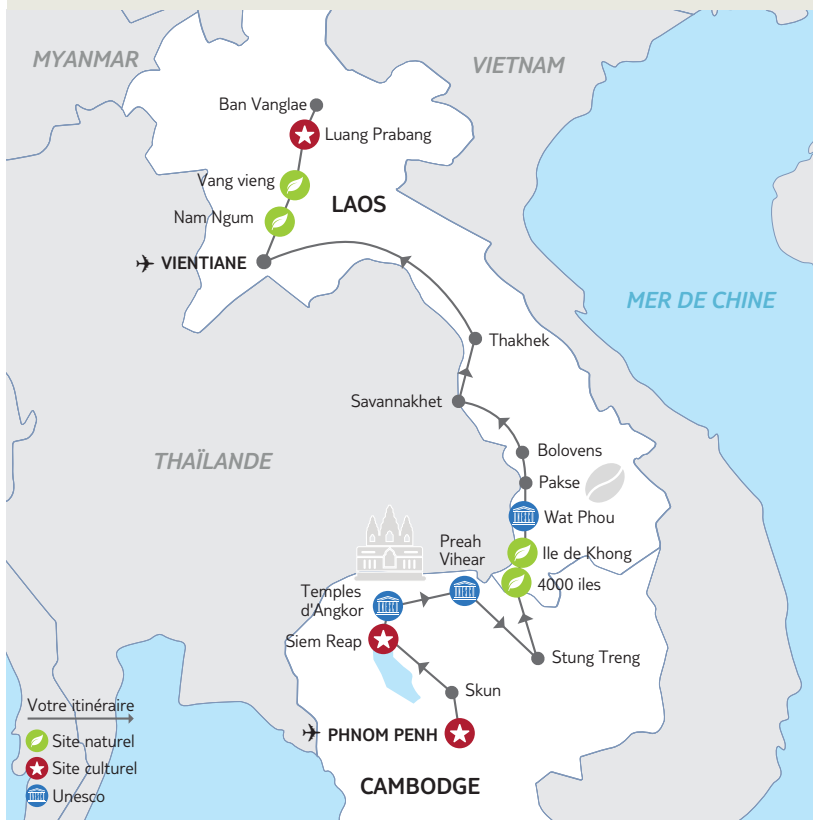 MYANMAR
VIETNAM
Ban Vanglae
Luang Prabang
Vang vieng
LAOS
Nam Ngum
VIENTIANE
MER DE CHINE
Thakhek
Savannakhet
Bolovens
THAÏLANDE
Pakse
Wat Phou
Preah
Vihear
Ile de Khong
4000 iles
Temples
d'Angkor
Siem Reap
Stung Treng
Skun
PHNOM PENH
CAMBODGE
Votre itinéraire
Site naturel
Site culturel
Unesco